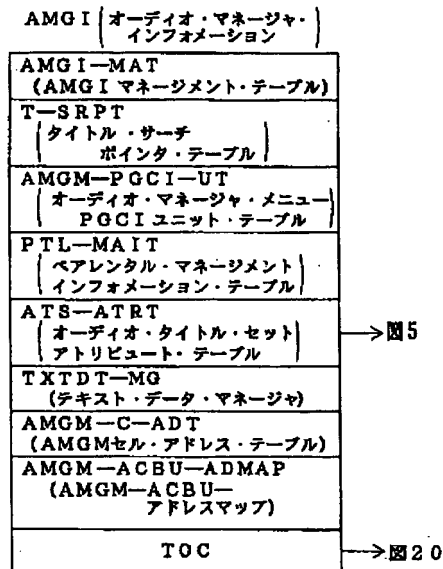 AMGI(オーディオ・マネージャ・
インフォメーション)
AMGI—MAT
(AMGI マネージメント・テーブル)
T—SRPT
(タイトル・サーチ
ポインタ・テーブル)
AMGM—PGCI—UT
(オーディオ・マネージャ・メニュー
PGCI ユニット・テーブル)
PTL—MAIT
(ペアレンタル・マネージメント
インフォメーション・テーブル)
ATS—ATRT
(オーディオ・タイトル・セット
アトリビュート・テーブル) →図5
TXTDT—MG
(テキスト・データ・マネージャ)
AMGM—C—ADT
(AMGMセル・アドレス・テーブル)
AMGM—ACBU—ADMAP
(AMGM—ACBU—
アドレスマップ)
TOC →図20